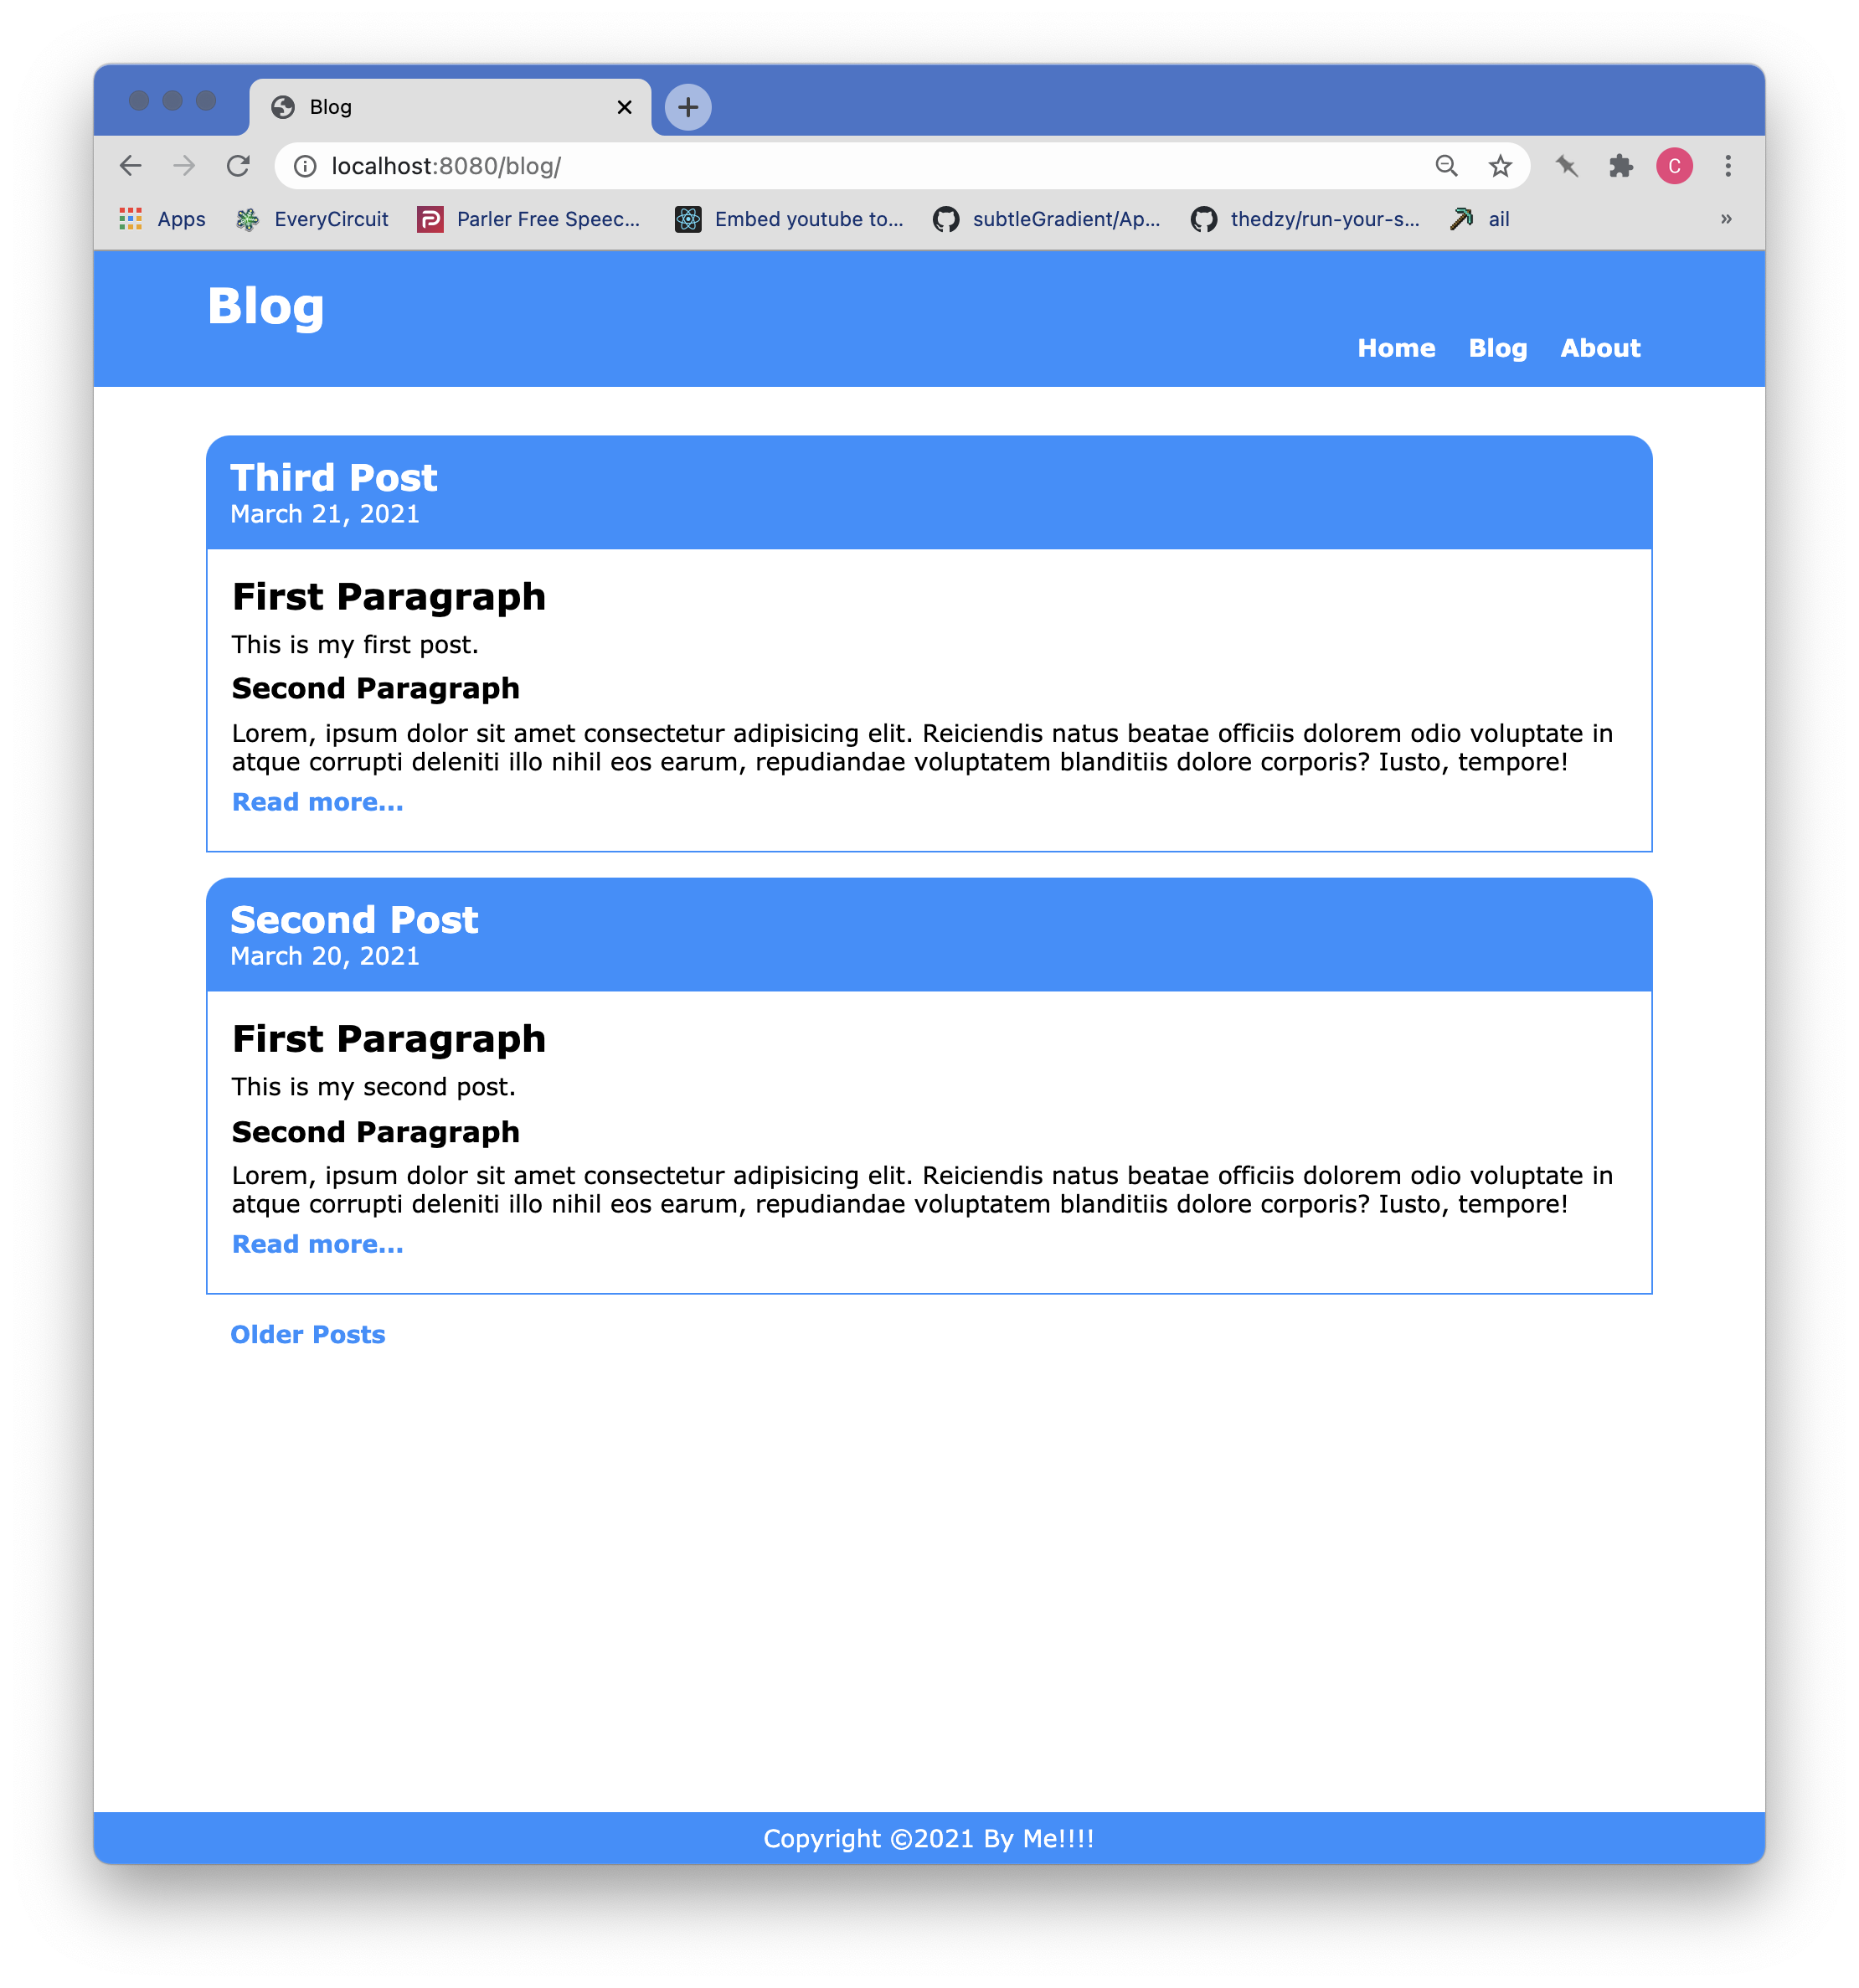 Blog
localhost:8080/blog/
C
Apps EveryCircuit Parler Free Speec... Embed youtube to... subtleGradient/Ap... thedzy/run-your-s... ail »
Blog
Home Blog About
Third Post
March 21, 2021
First Paragraph
This is my first post.
Second Paragraph
Lorem, ipsum dolor sit amet consectetur adipisicing elit. Reiciendis natus beatae officiis dolorem odio voluptate in
atque corrupti deleniti illo nihil eos earum, repudiandae voluptatem blanditiis dolore corporis? Iusto, tempore!
Read more...
Second Post
March 20, 2021
First Paragraph
This is my second post.
Second Paragraph
Lorem, ipsum dolor sit amet consectetur adipisicing elit. Reiciendis natus beatae officiis dolorem odio voluptate in
atque corrupti deleniti illo nihil eos earum, repudiandae voluptatem blanditiis dolore corporis? Iusto, tempore!
Read more...
Older Posts
Copyright ©2021 By Me!!!!